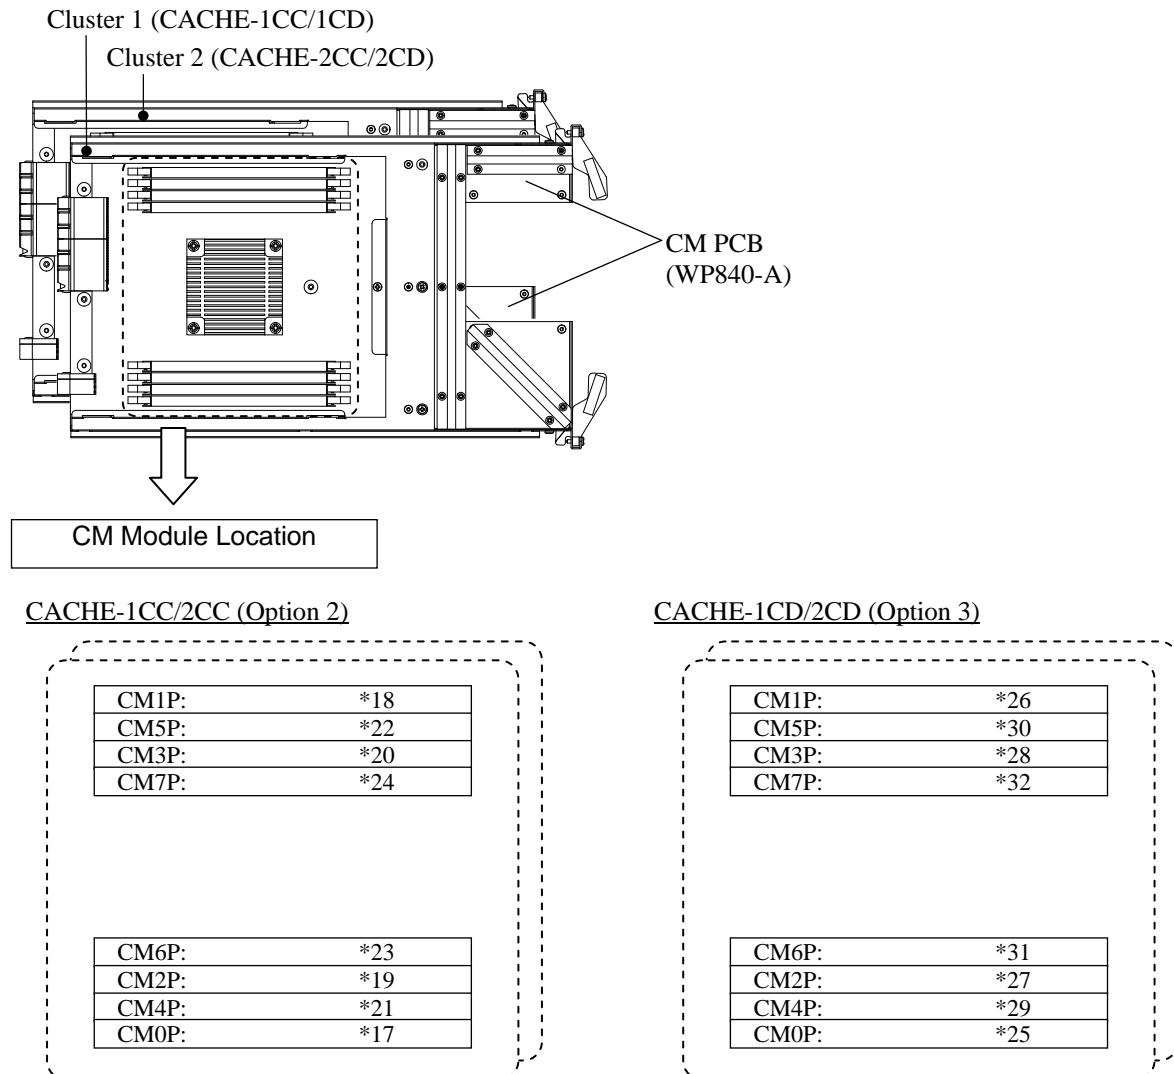 Cluster 1 (CACHE-1CC/1CD)
Cluster 2 (CACHE-2CC/2CD)
CM PCB
(WP840-A)
CM Module Location
CACHE-1CC/2CC (Option 2)
CM1P: *18
CM5P: *22
CM3P: *20
CM7P: *24
CM6P: *23
CM2P: *19
CM4P: *21
CM0P: *17
CACHE-1CD/2CD (Option 3)
CM1P: *26
CM5P: *30
CM3P: *28
CM7P: *32
CM6P: *31
CM2P: *27
CM4P: *29
CM0P: *25